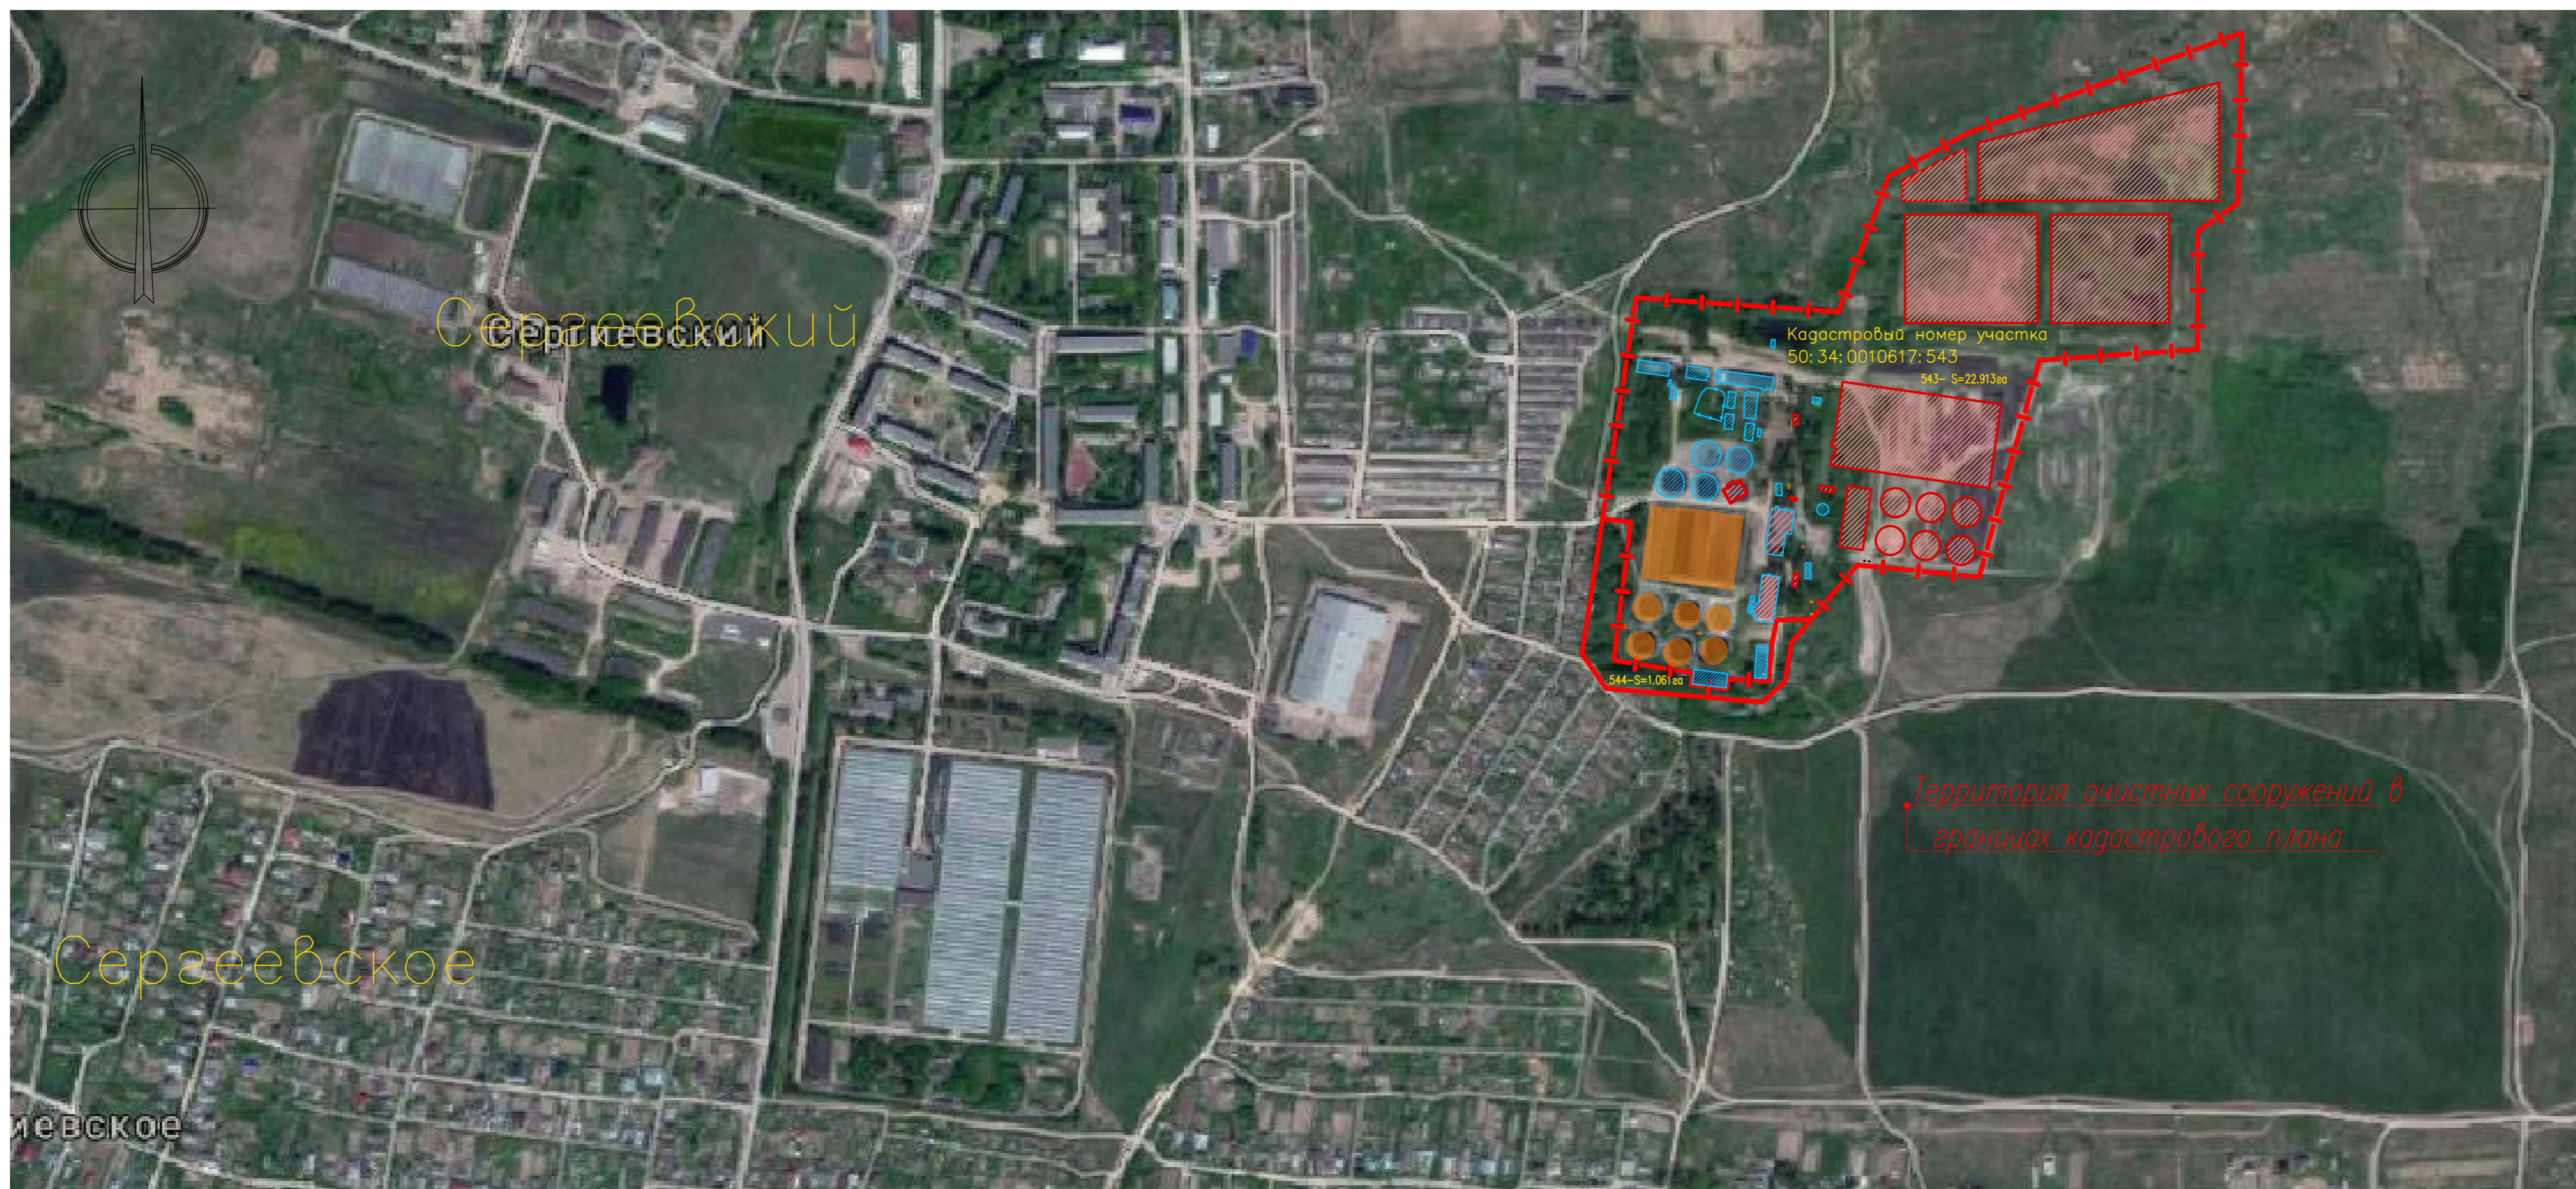 Сергеевский
Сергиевский
Кадастровый номер участка
50: 34: 0010617: 543
543- S=22.913га
544-S=1.061га
Территория очистных сооружений в
границах кадастрового плана
Сергеевское
иевское